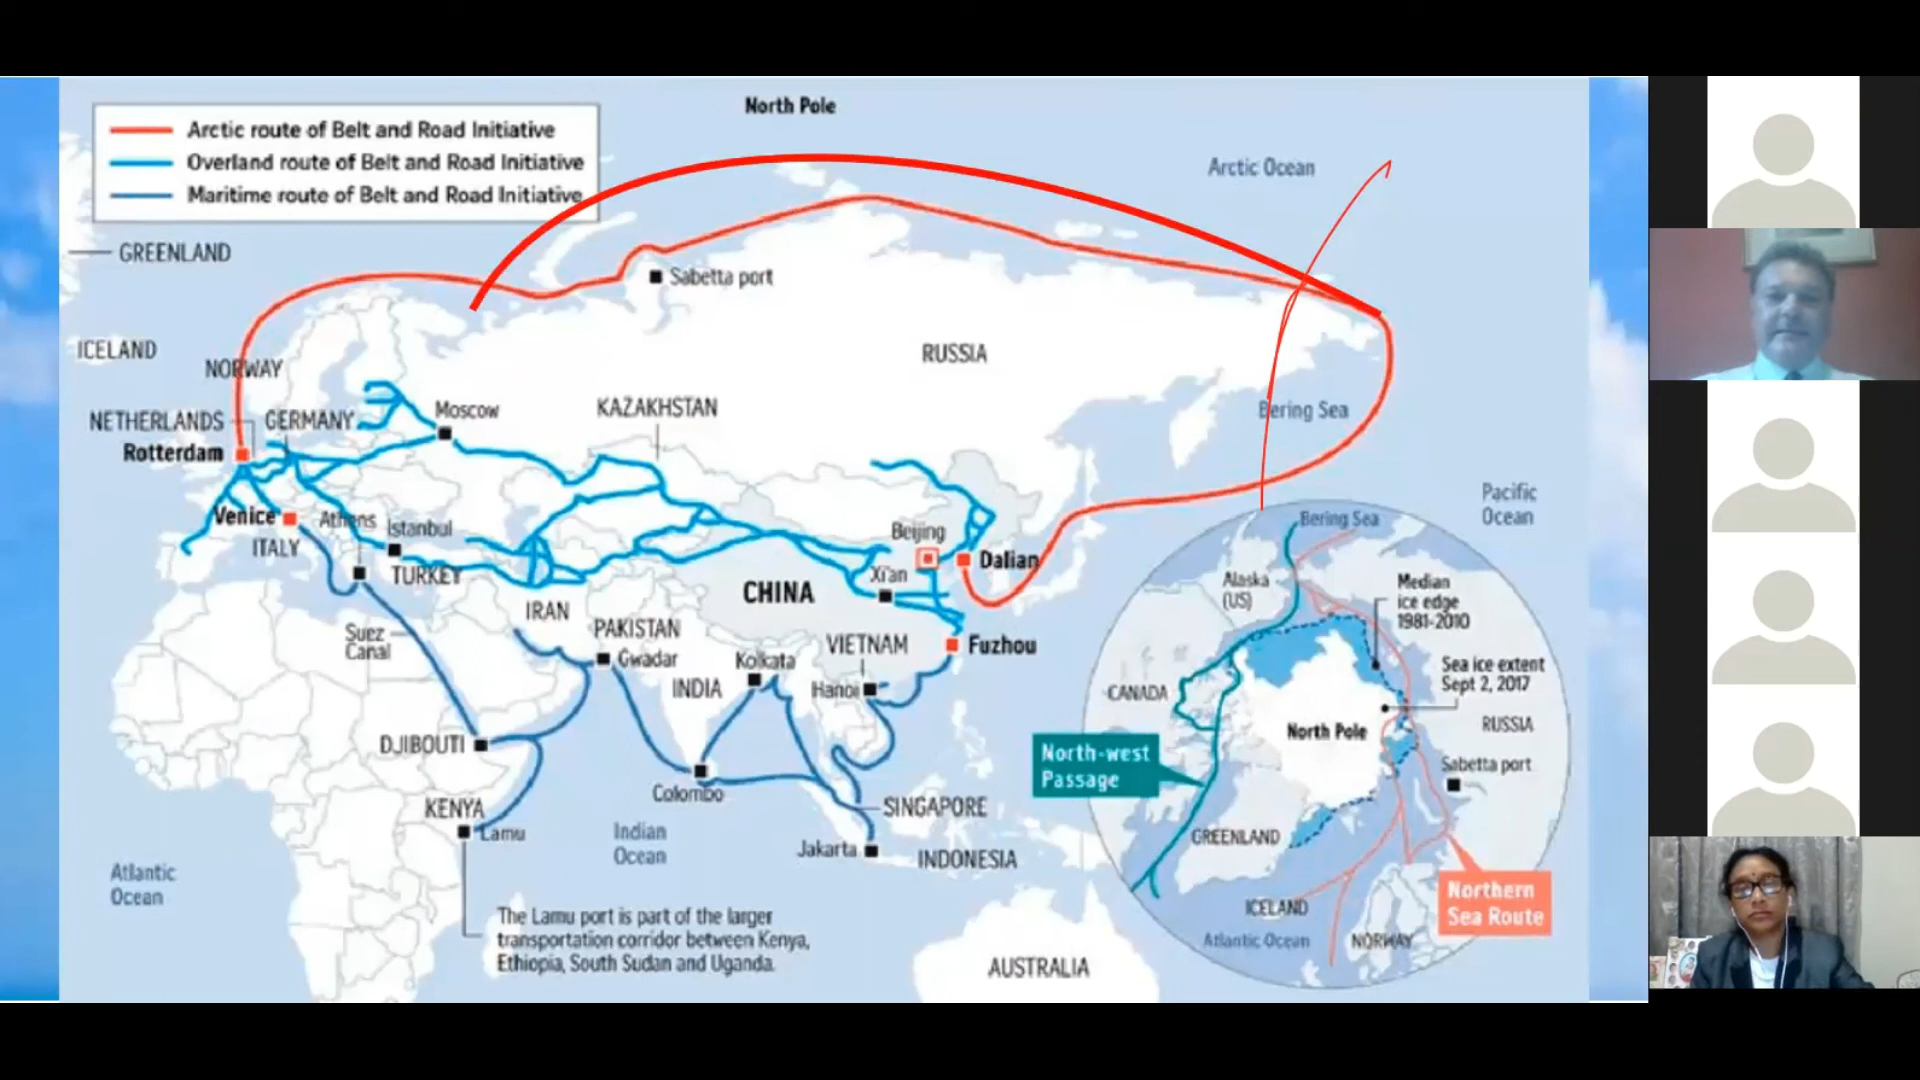 North Pole
Arctic route of Belt and Road Initiative
Overland route of Belt and Road Initiative
Maritime route of Belt and Road Initiative
Arctic Ocean
GREENLAND
Sabetta port
ICELAND
NORWAY
RUSSIA
NETHERLANDS
GERMANY
Moscow
KAZAKHSTAN
Bering Sea
Rotterdam
Pacific
Ocean
Venice
Athens
Istanbul
ITALY
TURKEY
Beijing
Dalian
Xi'an
CHINA
IRAN
PAKISTAN
Gwadar
Suez
Canal
INDIA
Kolkata
VIETNAM
Hanoi
Fuzhou
DJIBOUTI
Colombo
KENYA
Lamu
Indian
Ocean
SINGAPORE
Jakarta
INDONESIA
Atlantic
Ocean
The Lamu port is part of the larger
transportation corridor between Kenya,
Ethiopia, South Sudan and Uganda.
AUSTRALIA
Bering Sea
Alaska
(US)
Median
ice edge
1981-2010
Sea ice extent
Sept 2, 2017
CANADA
North Pole
RUSSIA
North-west
Passage
Sabetta port
GREENLAND
Northern
Sea Route
ICELAND
Atlantic Ocean
NORWAY